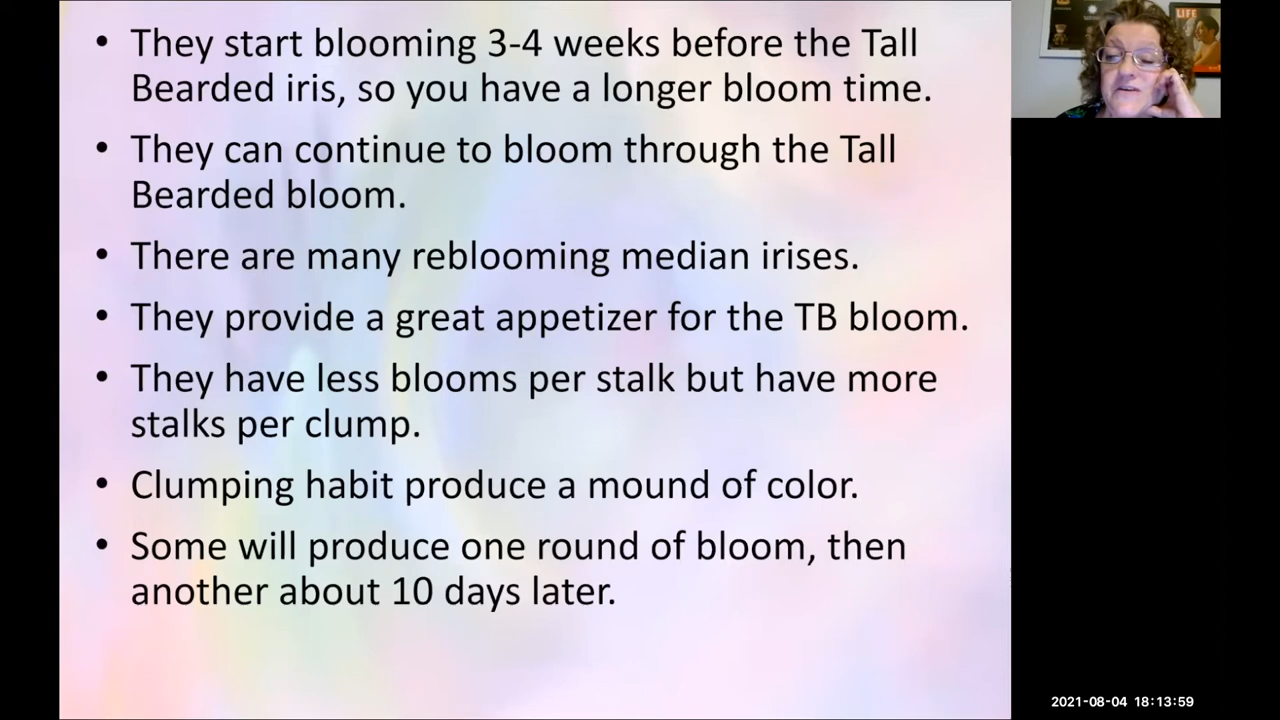 • They start blooming 3-4 weeks before the Tall
Bearded iris, so you have a longer bloom time.
• They can continue to bloom through the Tall
Bearded bloom.
• There are many reblooming median irises.
• They provide a great appetizer for the TB bloom.
• They have less blooms per stalk but have more
stalks per clump.
• Clumping habit produce a mound of color.
• Some will produce one round of bloom, then
another about 10 days later.
LIFE
2021-08-04 18:13:59